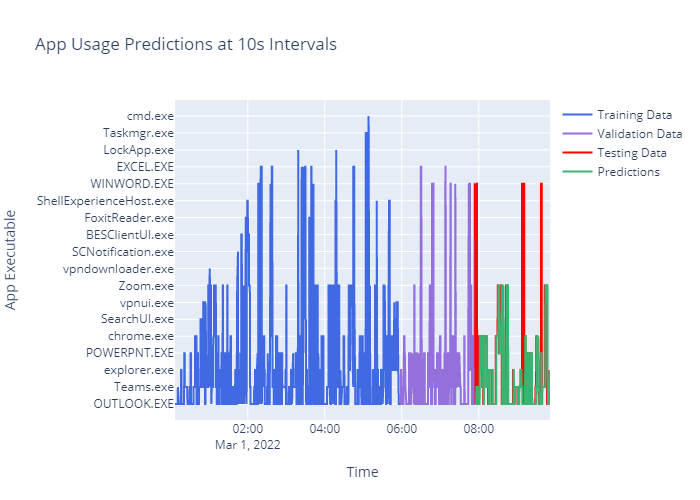 App Usage Predictions at 10s Intervals
cmd.exe
Taskmgr.exe
LockApp.exe
EXCEL.EXE
WINWORD.EXE
ShellExperienceHost.exe
FoxitReader.exe
BESClientUI.exe
SCNotification.exe
vpndownloader.exe
Zoom.exe
vpnui.exe
SearchUI.exe
chrome.exe
POWERPNT.EXE
explorer.exe
Teams.exe
OUTLOOK.EXE
App Executable
02:00
Mar 1, 2022
04:00
06:00
08:00
Time
Training Data
Validation Data
Testing Data
Predictions